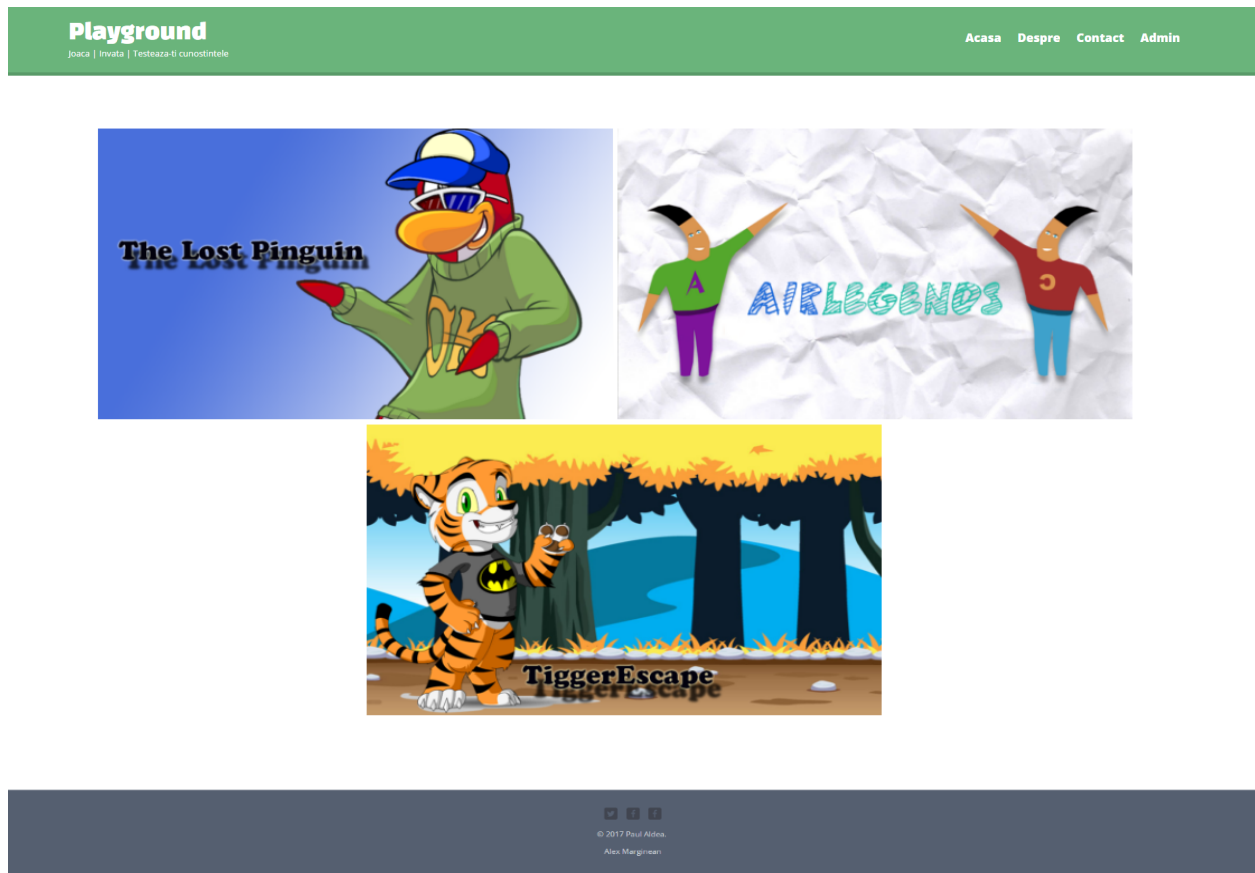 Playground
Joaca | Invata | Testeaza-ti cunostintele
Acasa Despre Contact Admin
The Lost Pinguin
OK
A
AIRLEGENDS
C
TiggerEscape
© 2017 Paul Aldea.
Alex Marginean